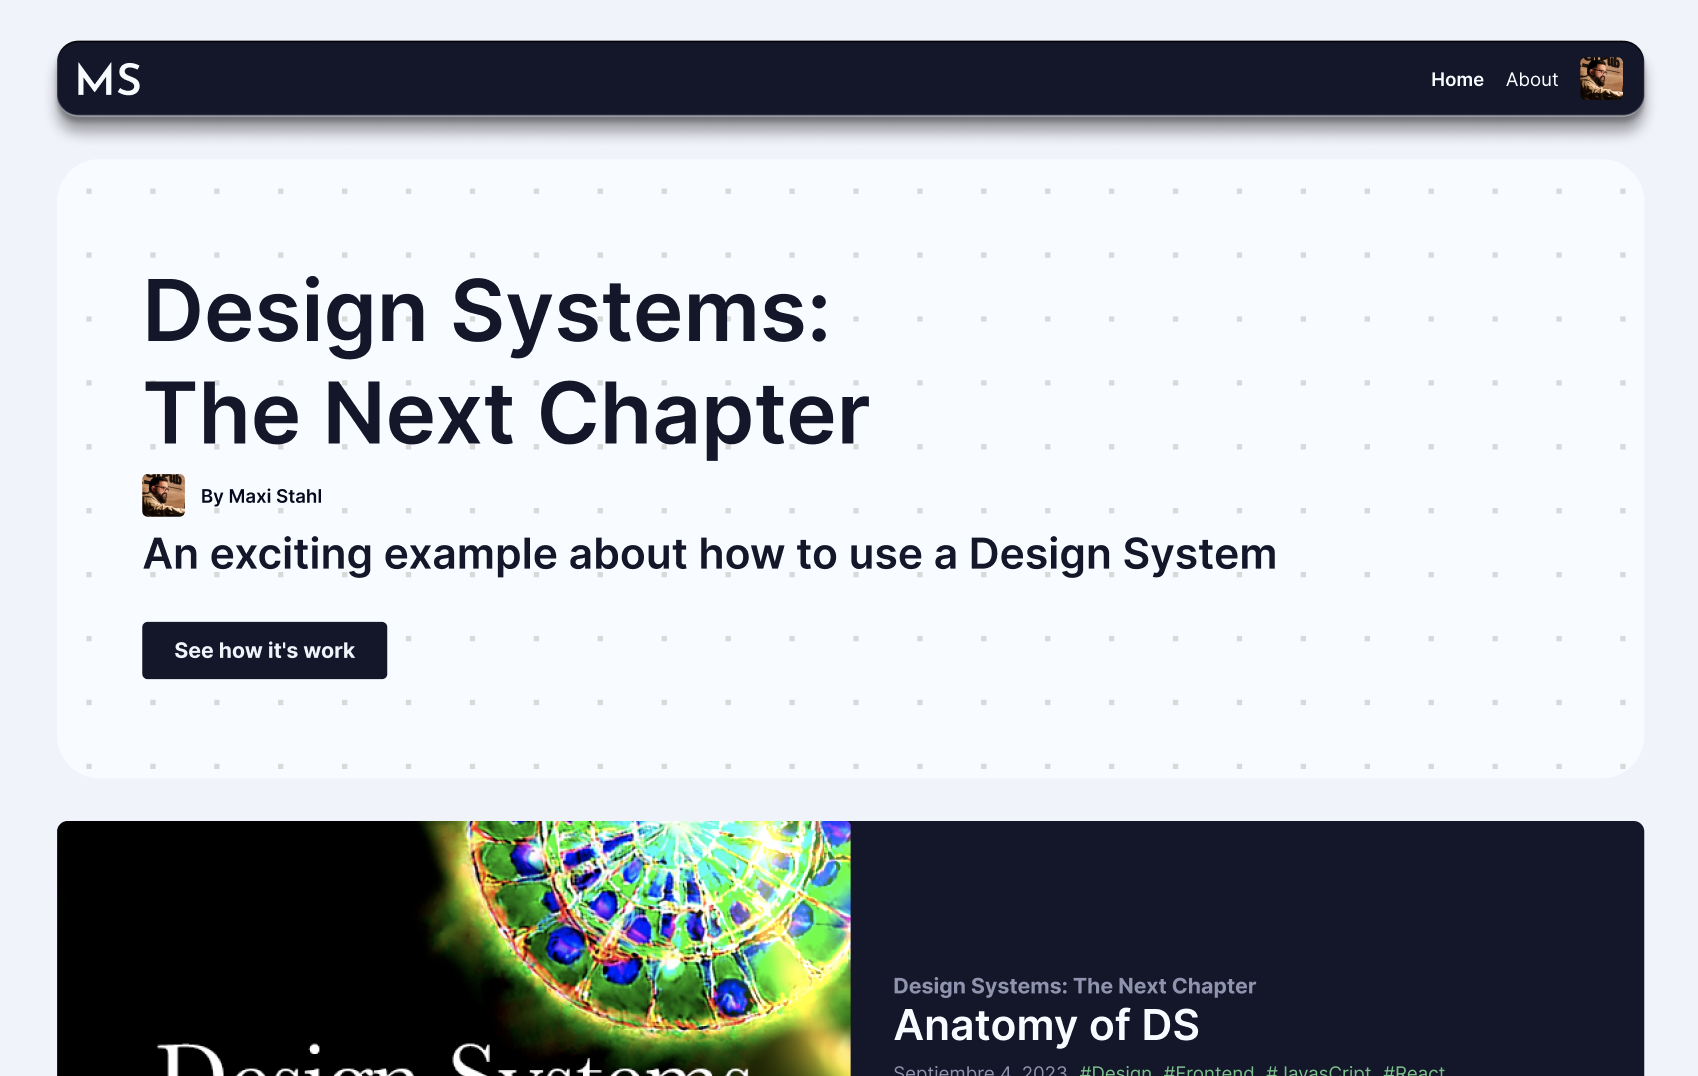 MS
Home About
Design Systems:
The Next Chapter
By Maxi Stahl
An exciting example about how to use a Design System
See how it's work
Design Systems: The Next Chapter
Anatomy of DS
Septiembre 4, 2023 #Design #Frontend #JavasCript #React
Design Systems